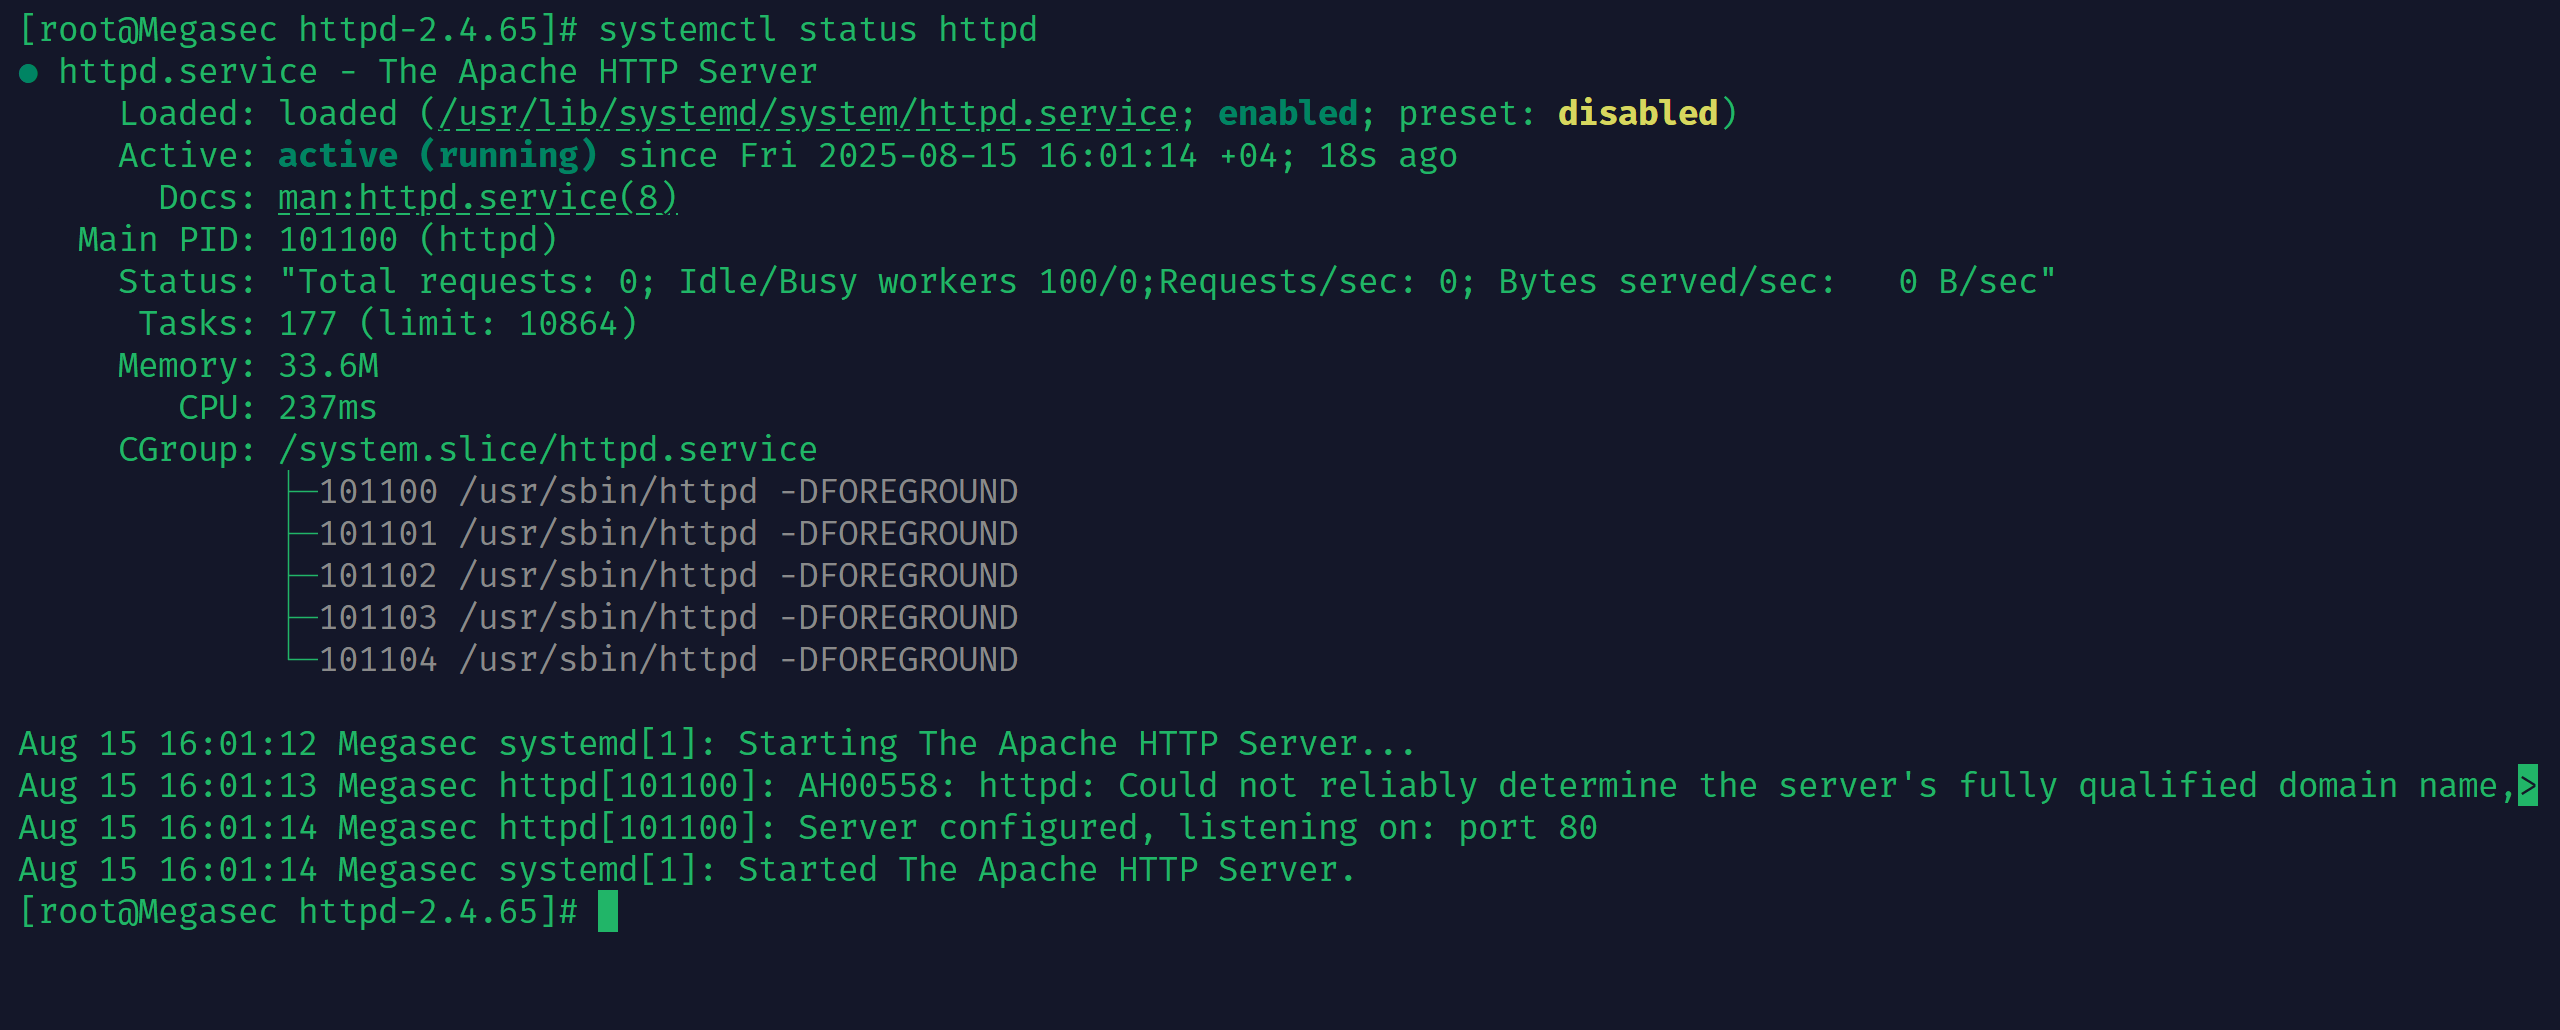 [root@Megasec httpd-2.4.65]# systemctl status httpd
● httpd.service - The Apache HTTP Server
     Loaded: loaded (/usr/lib/systemd/system/httpd.service; enabled; preset: disabled)
     Active: active (running) since Fri 2025-08-15 16:01:14 +04; 18s ago
       Docs: man:httpd.service(8)
   Main PID: 101100 (httpd)
     Status: "Total requests: 0; Idle/Busy workers 100/0;Requests/sec: 0; Bytes served/sec:   0 B/sec"
      Tasks: 177 (limit: 10864)
     Memory: 33.6M
        CPU: 237ms
     CGroup: /system.slice/httpd.service
             ├─101100 /usr/sbin/httpd -DFOREGROUND
             ├─101101 /usr/sbin/httpd -DFOREGROUND
             ├─101102 /usr/sbin/httpd -DFOREGROUND
             ├─101103 /usr/sbin/httpd -DFOREGROUND
             └─101104 /usr/sbin/httpd -DFOREGROUND

Aug 15 16:01:12 Megasec systemd[1]: Starting The Apache HTTP Server...
Aug 15 16:01:13 Megasec httpd[101100]: AH00558: httpd: Could not reliably determine the server's fully qualified domain name,>
Aug 15 16:01:14 Megasec httpd[101100]: Server configured, listening on: port 80
Aug 15 16:01:14 Megasec systemd[1]: Started The Apache HTTP Server.
[root@Megasec httpd-2.4.65]#